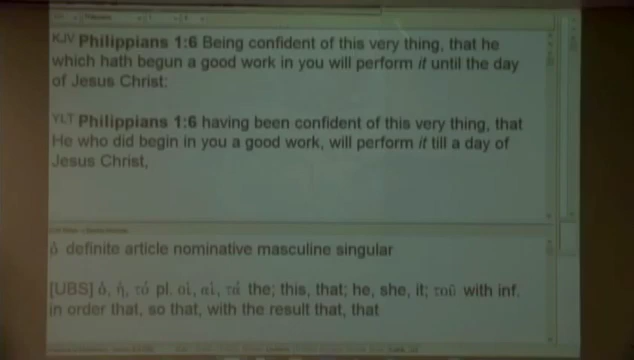 KJV Philippians 1:6 Being confident of this very thing, that he
which hath begun a good work in you will perform it until the day
of Jesus Christ:
YLT Philippians 1:6 having been confident of this very thing, that
He who did begin in you a good work, will perform it till a day of
Jesus Christ,
ὁ definite article nominative masculine singular
[UBS] ὁ, ἡ, τό pl. οἱ, αἱ, τά the; this, that; he, she, it; τοῦ with inf.
in order that, so that, with the result that, that